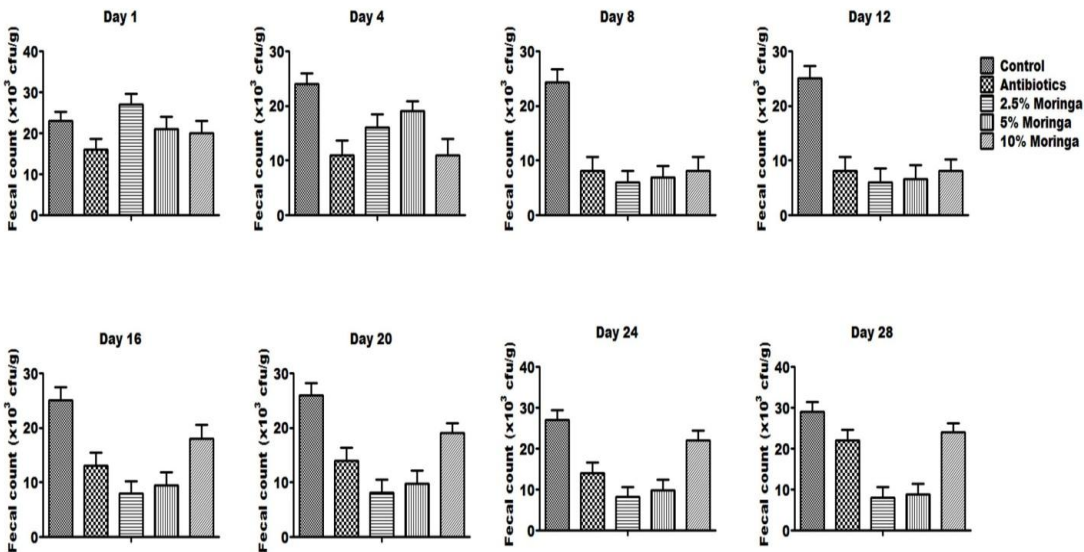 Day 1
Fecal count (x10³ cfu/g)
40
30
20
10
0
Day 4
Fecal count (x10³ cfu/g)
30
20
10
0
Day 8
Fecal count (x10³ cfu/g)
30
20
10
0
Day 12
Fecal count (x10³ cfu/g)
30
20
10
0
Control
Antibiotics
2.5% Moringa
5% Moringa
10% Moringa
Day 16
Fecal count (x10³ cfu/g)
30
20
10
0
Day 20
Fecal count (x10³ cfu/g)
30
20
10
0
Day 24
Fecal count (x10³ cfu/g)
40
30
20
10
0
Day 28
Fecal count (x10³ cfu/g)
40
30
20
10
0